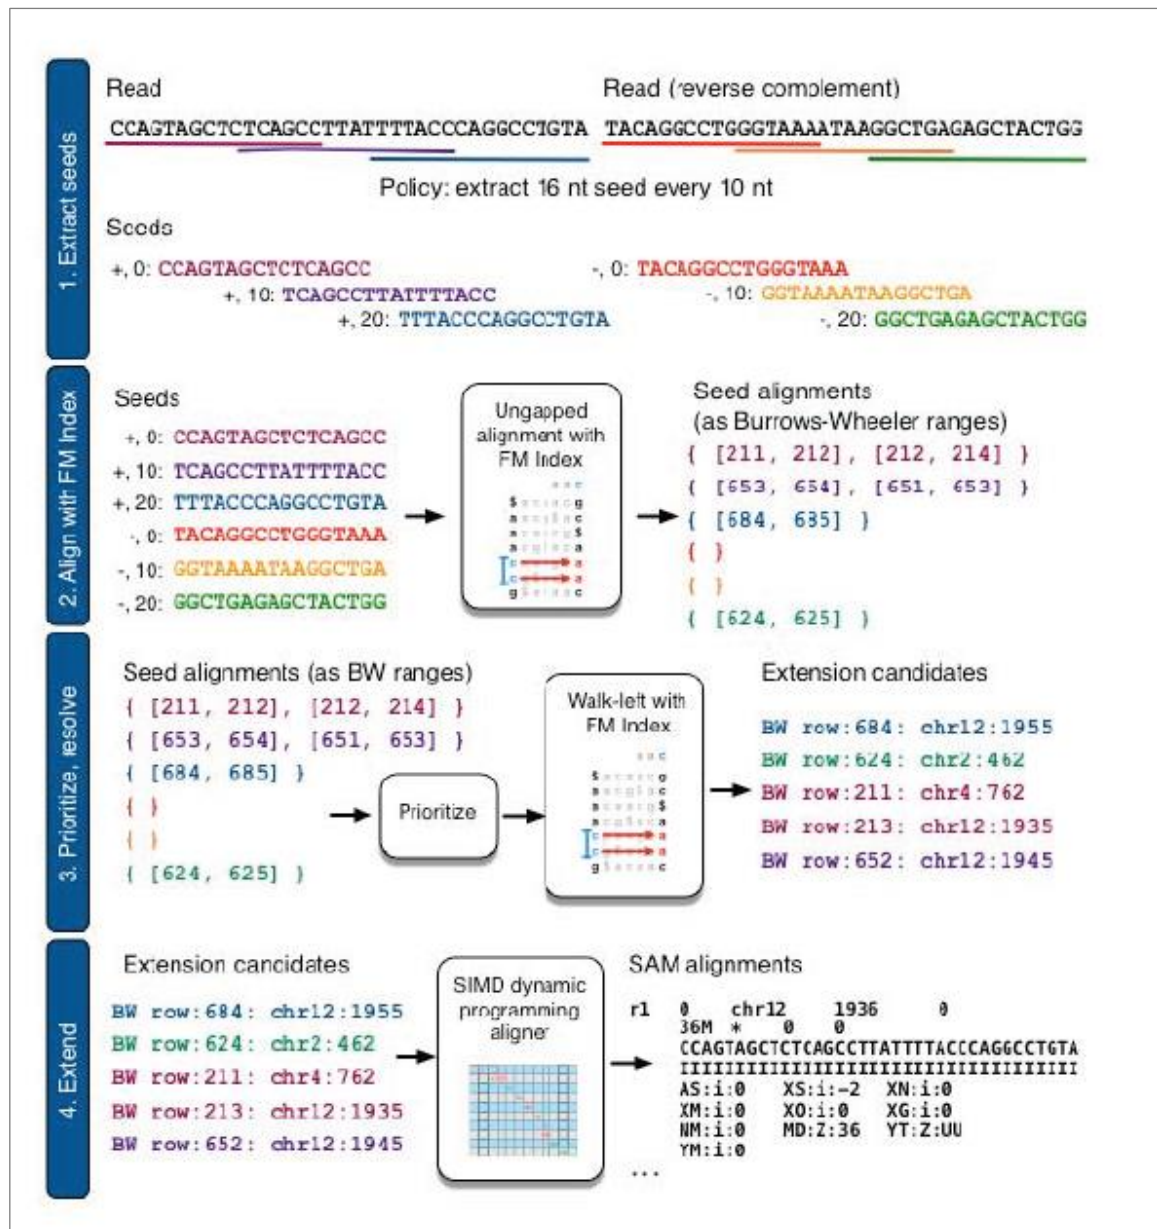 1. Extract seeds
Read
Read (reverse complement)
CCAGTAGCTCTCAGCCTTATTTTACCCAGGCCTGTA
TACAGGCCTGGGTAAAATAAGGCTGAGAGCTACTGG
Policy: extract 16 nt seed every 10 nt
Seeds
+, 0: CCAGTAGCTCTCAGCC
+, 10: TCAGCCTTATTTTACC
+, 20: TTTACCCAGGCCTGTA
-, 0: TACAGGCCTGGGTAAA
-, 10: GGTAAAATAAGGCTGA
-, 20: GGCTGAGAGCTACTGG
2. Align with FM Index
Seeds
+, 0: CCAGTAGCTCTCAGCC
+, 10: TCAGCCTTATTTTACC
+, 20: TTTACCCAGGCCTGTA
-, 0: TACAGGCCTGGGTAAA
-, 10: GGTAAAATAAGGCTGA
-, 20: GGCTGAGAGCTACTGG
Ungapped
alignment with
FM Index
Seed alignments
(as Burrows-Wheeler ranges)
{ [211, 212], [212, 214] }
{ [653, 654], [651, 653] }
{ [684, 685] }
{ }
{ }
{ [624, 625] }
3. Prioritize, resolve
Seed alignments (as BW ranges)
{ [211, 212], [212, 214] }
{ [653, 654], [651, 653] }
{ [684, 685] }
{ }
{ }
{ [624, 625] }
Prioritize
Walk-left with
FM Index
Extension candidates
BW row:684: chr12:1955
BW row:624: chr2:462
BW row:211: chr4:762
BW row:213: chr12:1935
BW row:652: chr12:1945
4. Extend
Extension candidates
BW row:684: chr12:1955
BW row:624: chr2:462
BW row:211: chr4:762
BW row:213: chr12:1935
BW row:652: chr12:1945
SIMD dynamic
programming
aligner
SAM alignments
r1 0 chr12 1936 0
36M * 0 0
CCAGTAGCTCTCAGCCTTATTTTACCCAGGCCTGTA
IIIIIIIIIIIIIIIIIIIIIIIIIIIIIIIIIIII
AS:i:0 XS:i:-2 XN:i:0
XM:i:0 XO:i:0 XG:i:0
NM:i:0 MD:Z:36 YT:Z:UU
YM:i:0
...